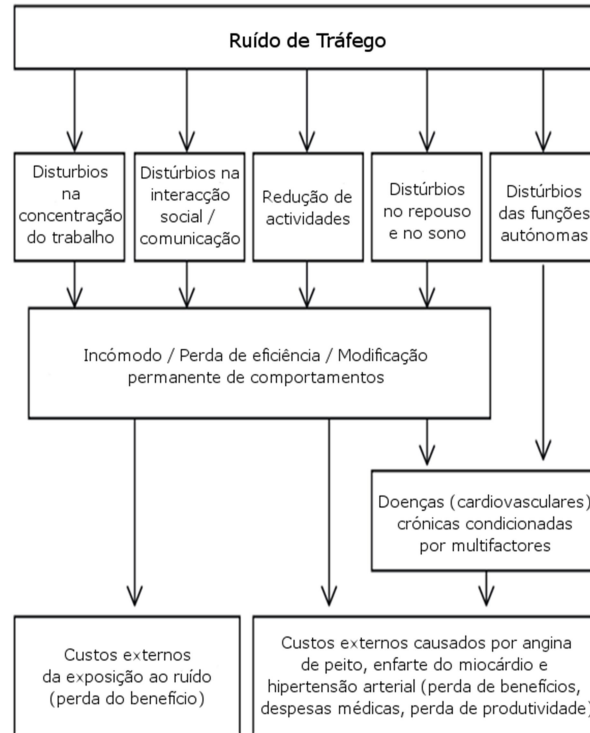 Ruído de Tráfego
Disturbios
na
concentração
do trabalho
Distúrbios na
interacção
social /
comunicação
Redução de
actividades
Distúrbios
no repouso
e no sono
Distúrbios
das funções
autónomas
Incómodo / Perda de eficiência / Modificação
permanente de comportamentos
Doenças (cardiovasculares)
crónicas condicionadas
por multifactores
Custos externos
da exposição ao ruído
(perda do benefício)
Custos externos causados por angina
de peito, enfarte do miocárdio e
hipertensão arterial (perda de benefícios,
despesas médicas, perda de produtividade)